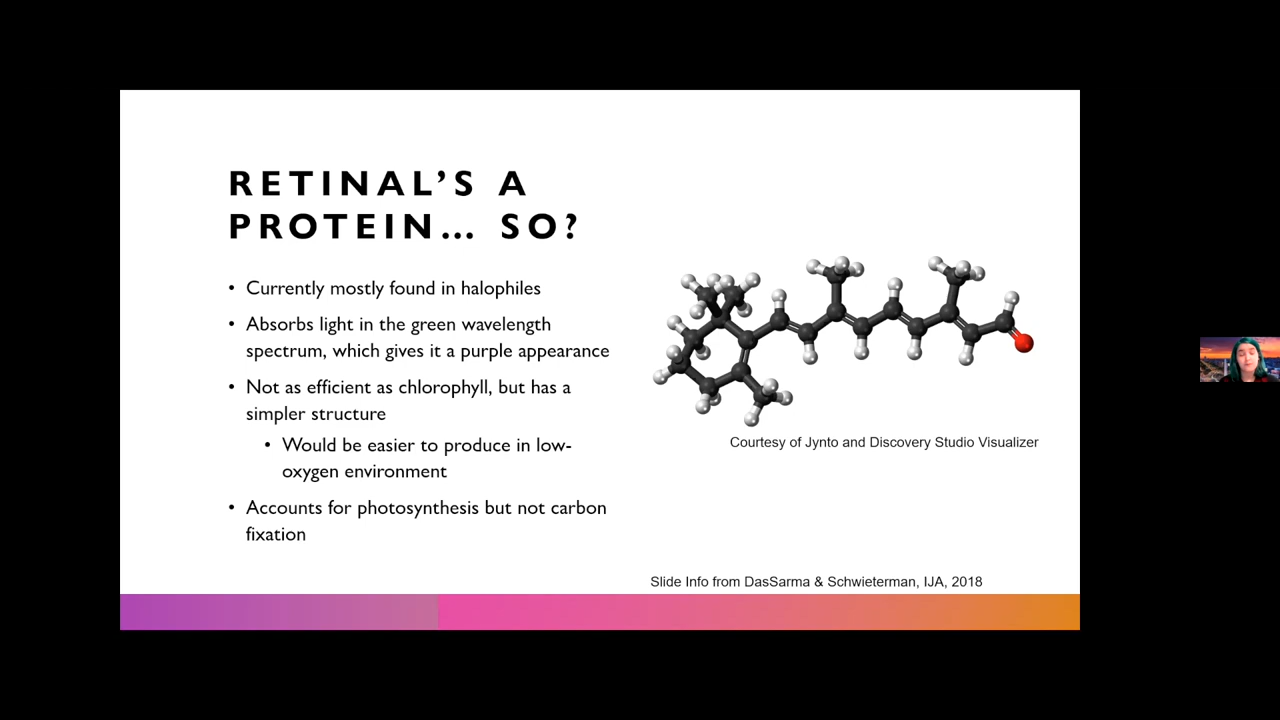 RETINAL’S A
PROTEIN… SO?
• Currently mostly found in halophiles
• Absorbs light in the green wavelength
spectrum, which gives it a purple appearance
• Not as efficient as chlorophyll, but has a
simpler structure
• Would be easier to produce in low-
oxygen environment
• Accounts for photosynthesis but not carbon
fixation
Courtesy of Jynto and Discovery Studio Visualizer
Slide Info from DasSarma & Schwieterman, IJA, 2018